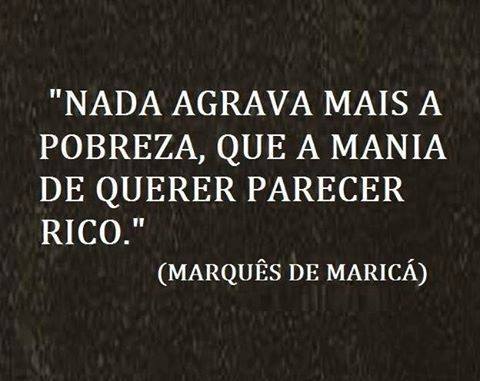 "NADA AGRAVA MAIS A
POBREZA, QUE A MANIA
DE QUERER PARECER
RICO."
(MARQUÊS DE MARICÁ)